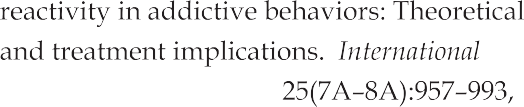 reactivity in addictive behaviors: Theoretical
and treatment implications. International
25(7A–8A):957–993,